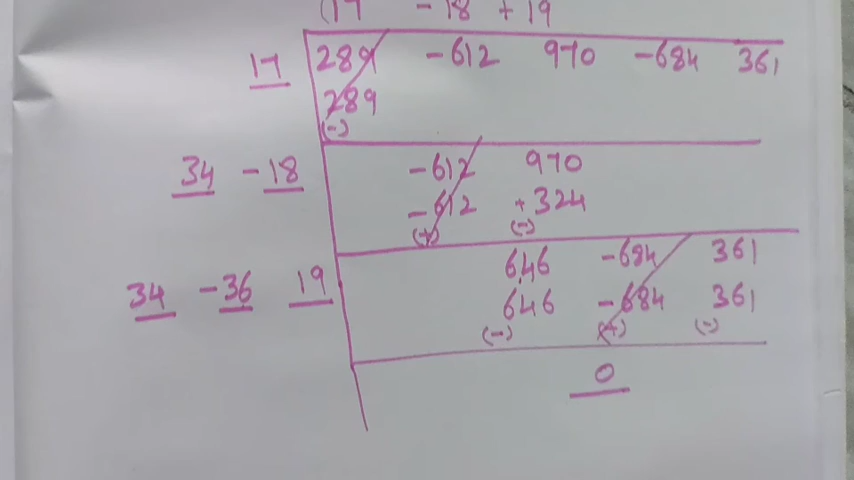 (17 -18 +19
17 289 -612 970 -684 361
289
(-)
34 -18 -612 970
-612 +324
(+) (-)
646 -684 361
34 -36 19 646 -684 361
(-) (+) (-)
0